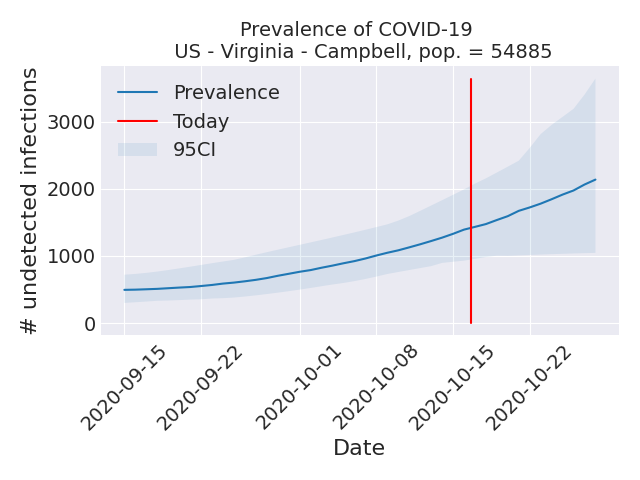 Prevalence of COVID-19
US - Virginia - Campbell, pop. = 54885
# undetected infections
3000
2000
1000
0
Prevalence
Today
95CI
2020-09-15
2020-09-22
2020-10-01
2020-10-08
2020-10-15
2020-10-22
Date